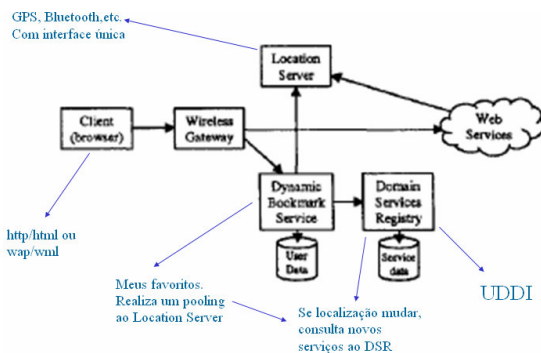 GPS, Bluetooth,etc.
Com interface única
Location
Server
Client
(browser)
Wireless
Gateway
Web
Services
Dynamic
Bookmark
Service
Domain
Services
Registry
http/html ou
wap/wml
User
Data
Service
data
Meus favoritos.
Realiza um pooling
ao Location Server
Se localização mudar,
consulta novos
serviços ao DSR
UDDI